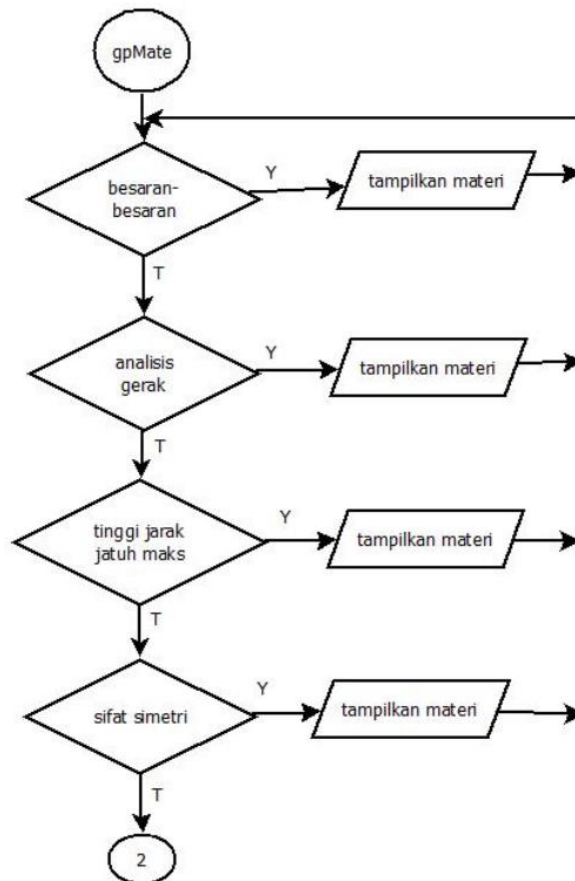 gpMate
besaran-
besaran
Y
tampilkan materi
T
analisis
gerak
Y
tampilkan materi
T
tinggi jarak
jatuh maks
Y
tampilkan materi
T
sifat simetri
Y
tampilkan materi
T
2